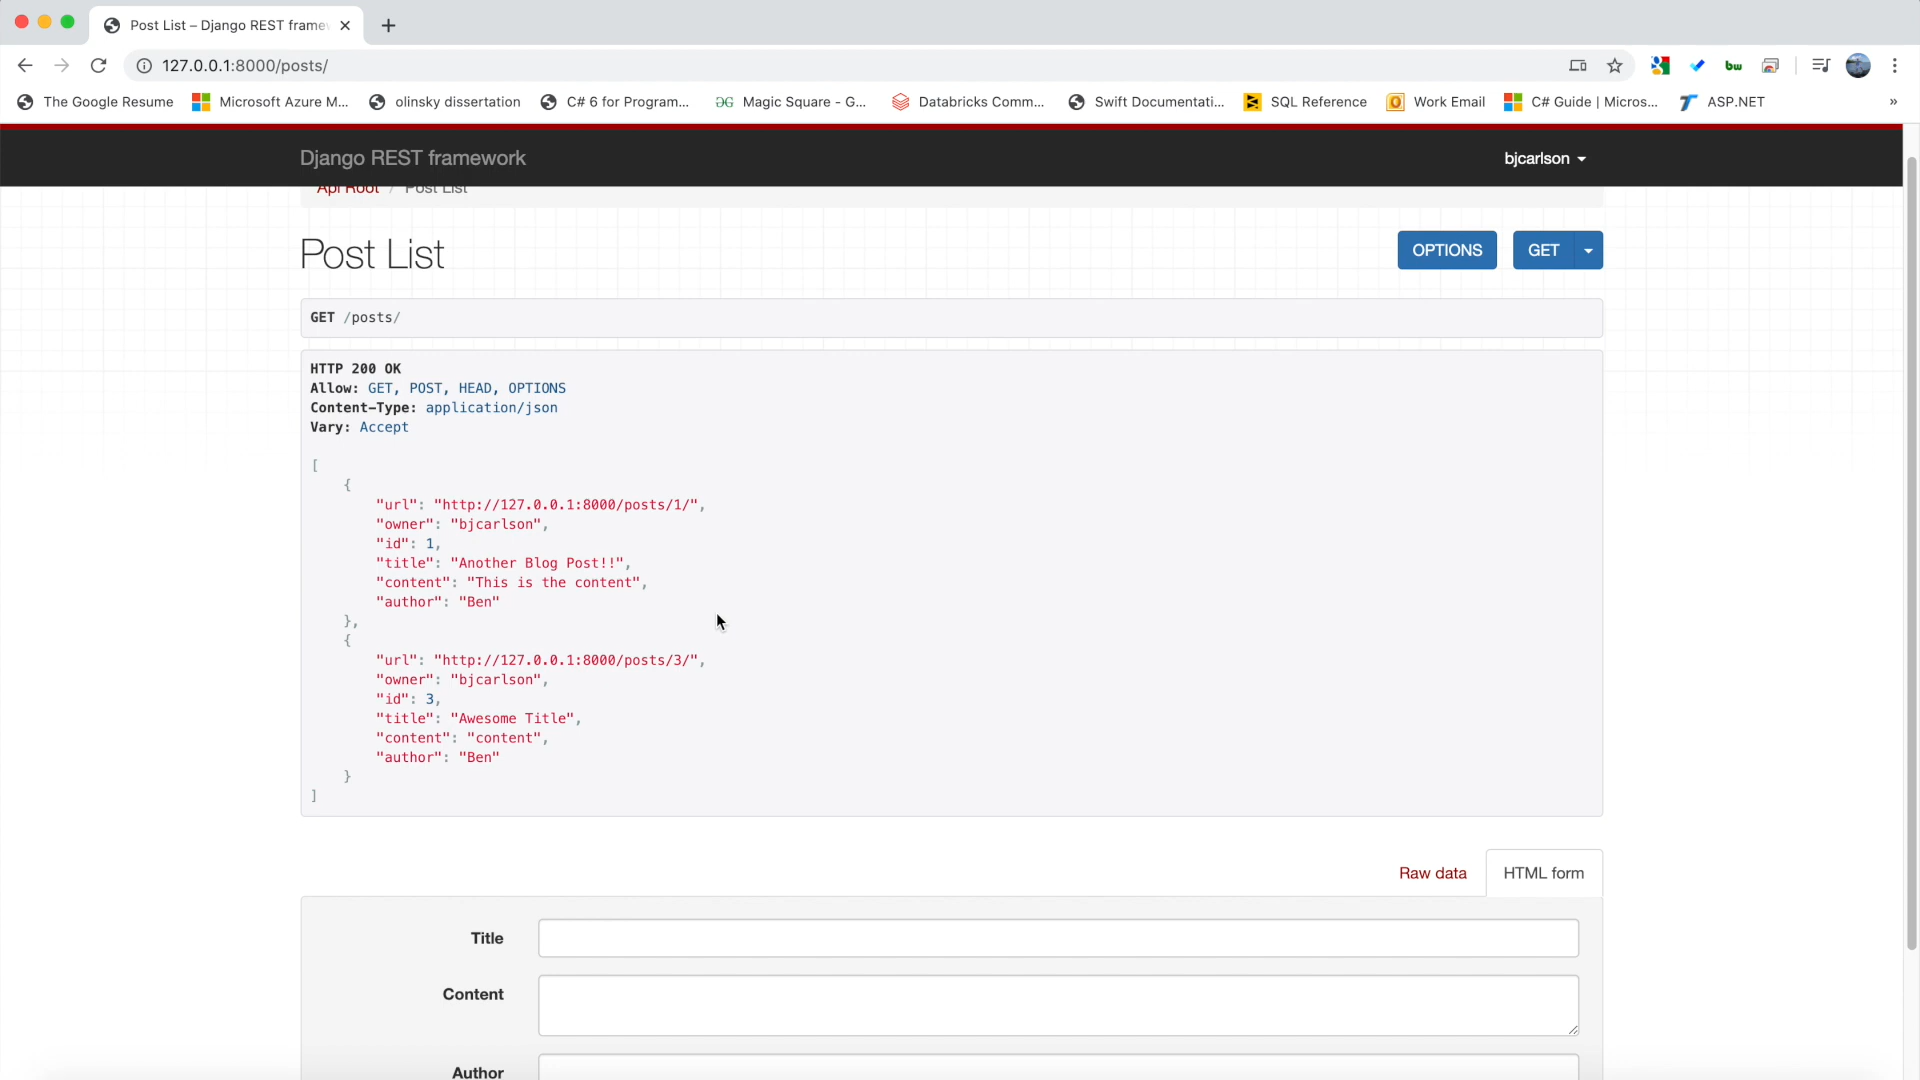 Post List – Django REST frame
127.0.0.1:8000/posts/
The Google Resume
Microsoft Azure M...
olinsky dissertation
C# 6 for Program...
Magic Square - G...
Databricks Comm...
Swift Documentati...
SQL Reference
Work Email
C# Guide | Micros...
ASP.NET
»
Django REST framework
bjcarlson
Api Root / Post List
Post List
OPTIONS
GET
GET /posts/
HTTP 200 OK
Allow: GET, POST, HEAD, OPTIONS
Content-Type: application/json
Vary: Accept
[
{
"url": "http://127.0.0.1:8000/posts/1/",
"owner": "bjcarlson",
"id": 1,
"title": "Another Blog Post!!",
"content": "This is the content",
"author": "Ben"
},
{
"url": "http://127.0.0.1:8000/posts/3/",
"owner": "bjcarlson",
"id": 3,
"title": "Awesome Title",
"content": "content",
"author": "Ben"
}
]
Raw data
HTML form
Title
Content
Author